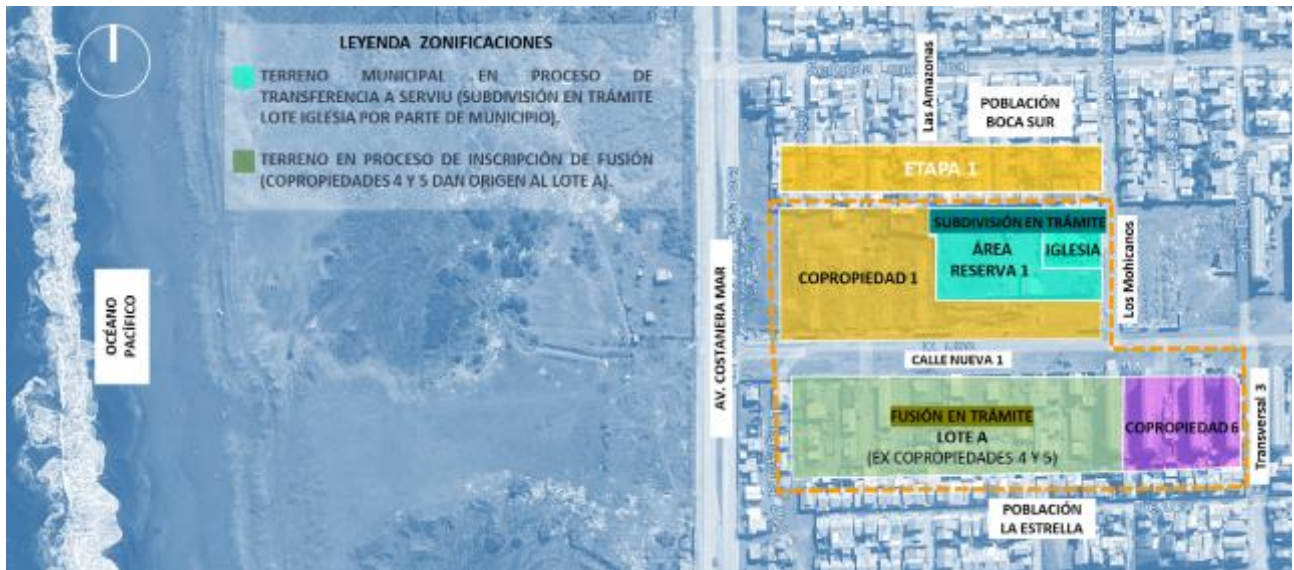 LEYENDA ZONIFICACIONES
TERRENO MUNICIPAL EN PROCESO DE
TRANSFERENCIA A SERVIU (SUBDIVISIÓN EN TRÁMITE
LOTE IGLESIA POR PARTE DE MUNICIPIO).
TERRENO EN PROCESO DE INSCRIPCIÓN DE FUSIÓN
(COPROPIEDADES 4 Y 5 DAN ORIGEN AL LOTE A).
OCÉANO
PACÍFICO
AV. COSTANERA MAR
Las Amazonas
POBLACIÓN
BOCA SUR
ETAPA 1
SUBDIVISIÓN EN TRÁMITE
ÁREA
RESERVA 1
IGLESIA
COPROPIEDAD 1
Los Mohicanos
CALLE NUEVA 1
FUSIÓN EN TRÁMITE
LOTE A
(EX COPROPIEDADES 4 Y 5)
COPROPIEDAD 6
Transversal 3
POBLACIÓN
LA ESTRELLA